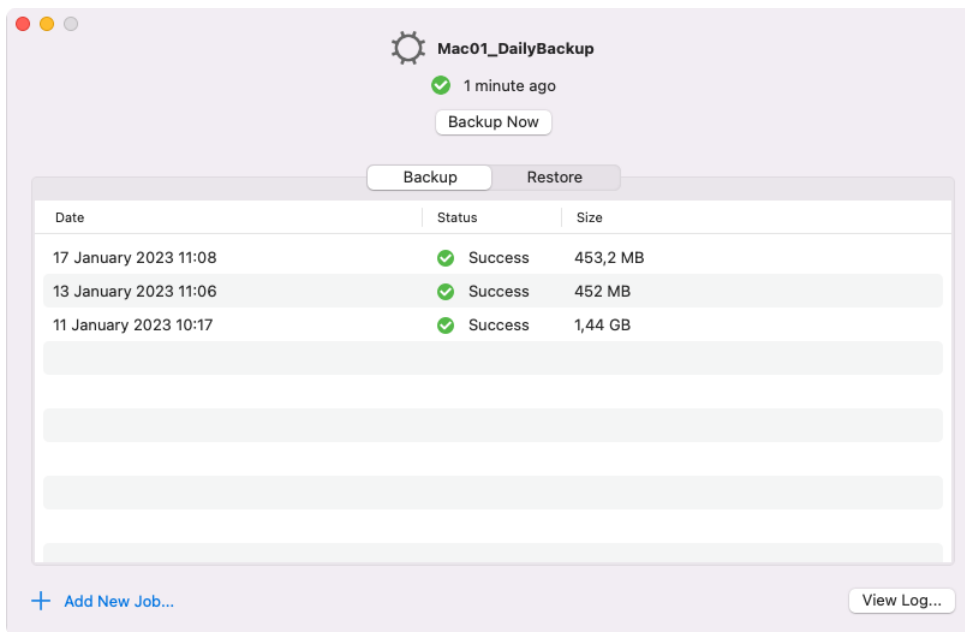 Mac01_DailyBackup
1 minute ago
Backup Now
Backup Restore
Date Status Size
17 January 2023 11:08 Success 453,2 MB
13 January 2023 11:06 Success 452 MB
11 January 2023 10:17 Success 1,44 GB
Add New Job... View Log...